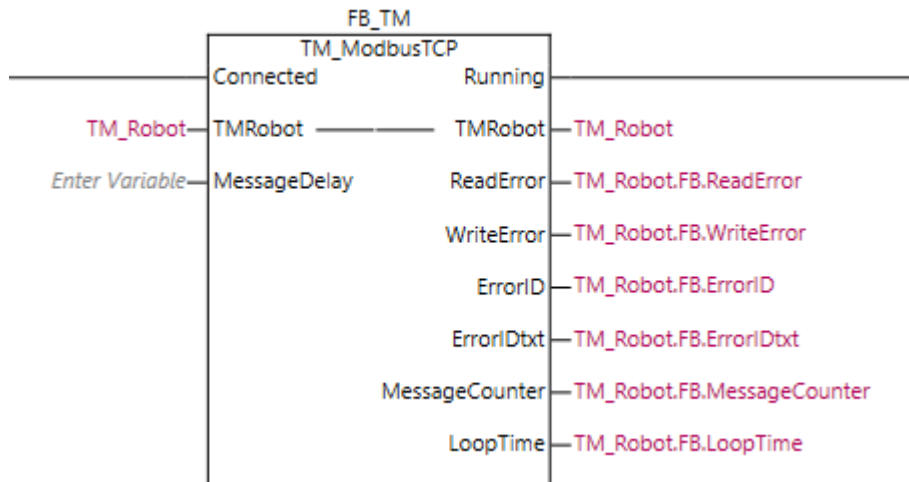 FB_TM
TM_ModbusTCP
Connected Running
TM_Robot TMRobot TMRobot TM_Robot
Enter Variable MessageDelay ReadError TM_Robot.FB.ReadError
WriteError TM_Robot.FB.WriteError
ErrorID TM_Robot.FB.ErrorID
ErrorIDtxt TM_Robot.FB.ErrorIDtxt
MessageCounter TM_Robot.FB.MessageCounter
LoopTime TM_Robot.FB.LoopTime